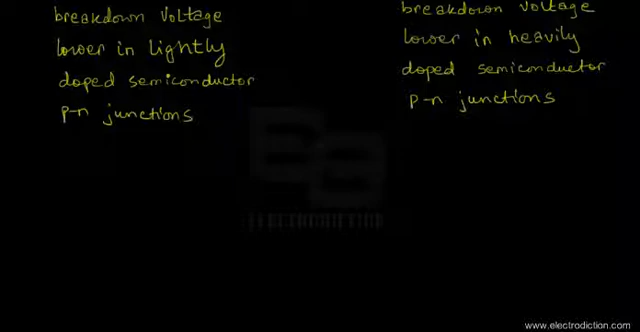 breakdown voltage
lower in lightly
doped semiconductor
p-n junctions
breakdown voltage
lower in heavily
doped semiconductor
p-n junctions
ELECTRODICTION
www.electrodiction.com